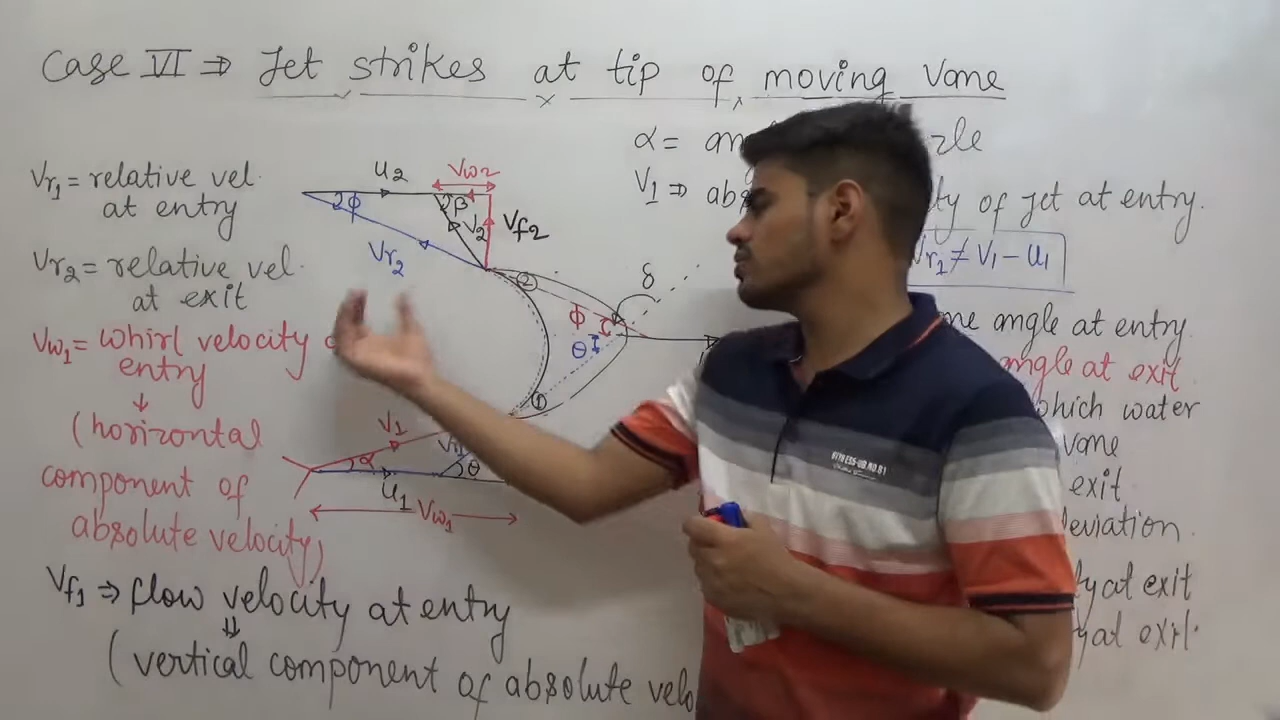 Case VI ⇒ Jet strikes at tip of moving Vane
Vr1 = relative vel.
at entry
Vr2 = relative vel.
at exit
Vw1 = whirl velocity
entry
↓
(horizontal
component of
absolute velocity)
Vf1 ⇒ flow velocity at entry
⇓
(vertical component of absolute
u2
Vw2
2φ
2β
V2
Vf2
Vr2
②
δ
φ
θ
①
V1
α
θ
u1
Vw1
α =
V1 ⇒
of jet at entry.
Vr1 ≠ V1 - u1
angle at entry.
angle at exit
which water
vane
exit
at exit
at exit.